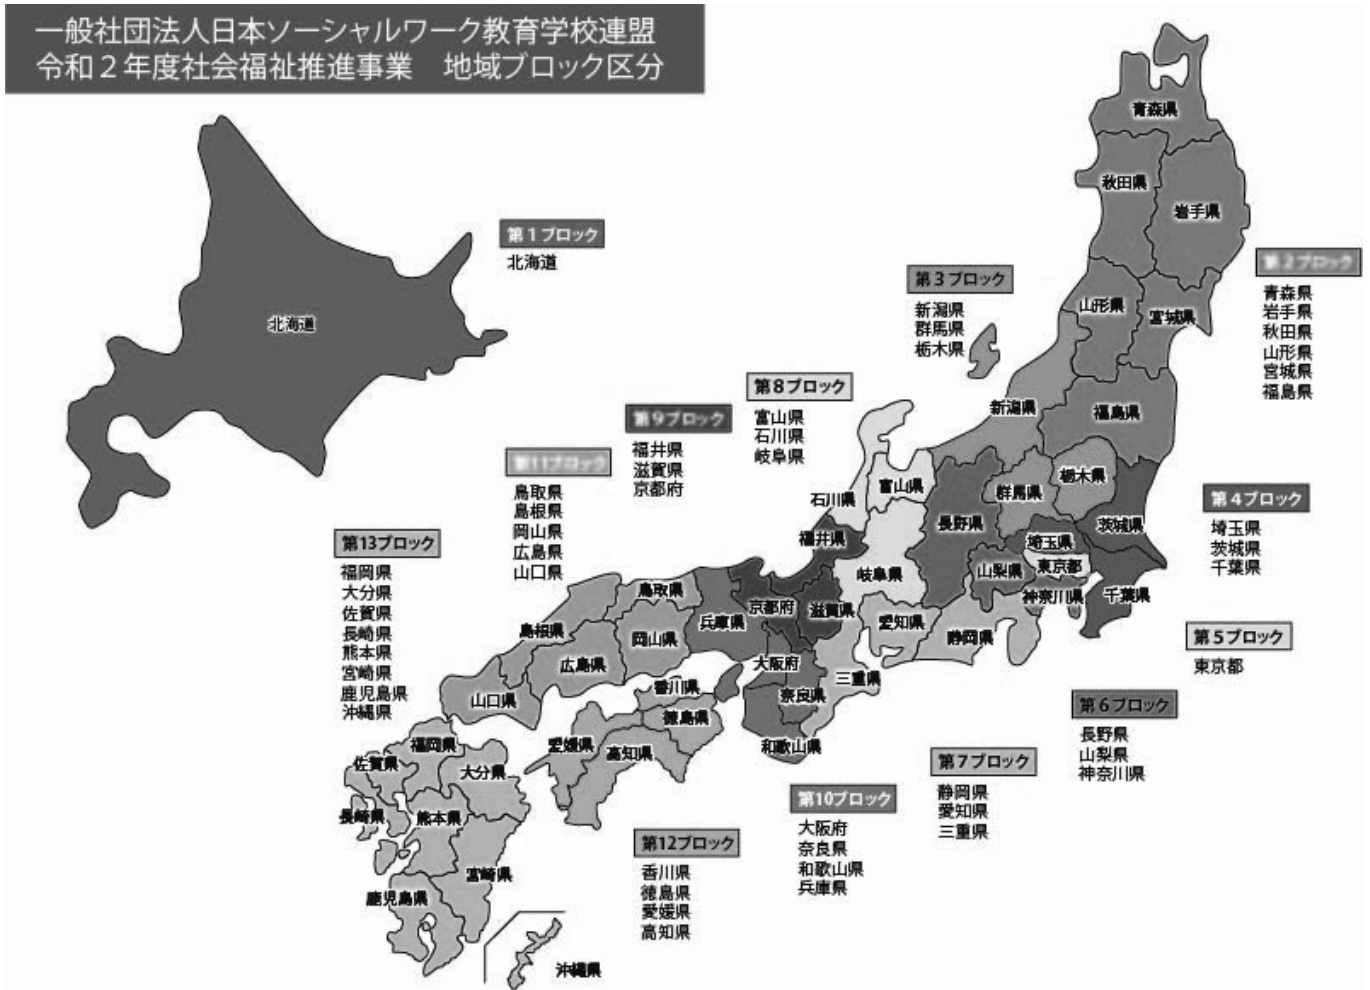 一般社団法人日本ソーシャルワーク教育学校連盟
令和２年度社会福祉推進事業　地域ブロック区分
北海道
第１ブロック
北海道
青森県
秋田県
岩手県
山形県
宮城県
福島県
第２ブロック
青森県
岩手県
秋田県
山形県
宮城県
福島県
第３ブロック
新潟県
群馬県
栃木県
新潟県
群馬県
栃木県
第８ブロック
富山県
石川県
岐阜県
石川県
富山県
岐阜県
第９ブロック
福井県
滋賀県
京都府
福井県
滋賀県
京都府
第11ブロック
鳥取県
島根県
岡山県
広島県
山口県
鳥取県
島根県
岡山県
広島県
山口県
第４ブロック
埼玉県
茨城県
千葉県
茨城県
埼玉県
千葉県
第５ブロック
東京都
東京都
第６ブロック
長野県
山梨県
神奈川県
長野県
山梨県
神奈川県
第７ブロック
静岡県
愛知県
三重県
愛知県
静岡県
三重県
第10ブロック
大阪府
奈良県
和歌山県
兵庫県
兵庫県
大阪府
奈良県
和歌山県
第12ブロック
香川県
徳島県
愛媛県
高知県
香川県
徳島県
愛媛県
高知県
第13ブロック
福岡県
大分県
佐賀県
長崎県
熊本県
宮崎県
鹿児島県
沖縄県
福岡県
佐賀県
大分県
長崎県
熊本県
宮崎県
鹿児島県
沖縄県